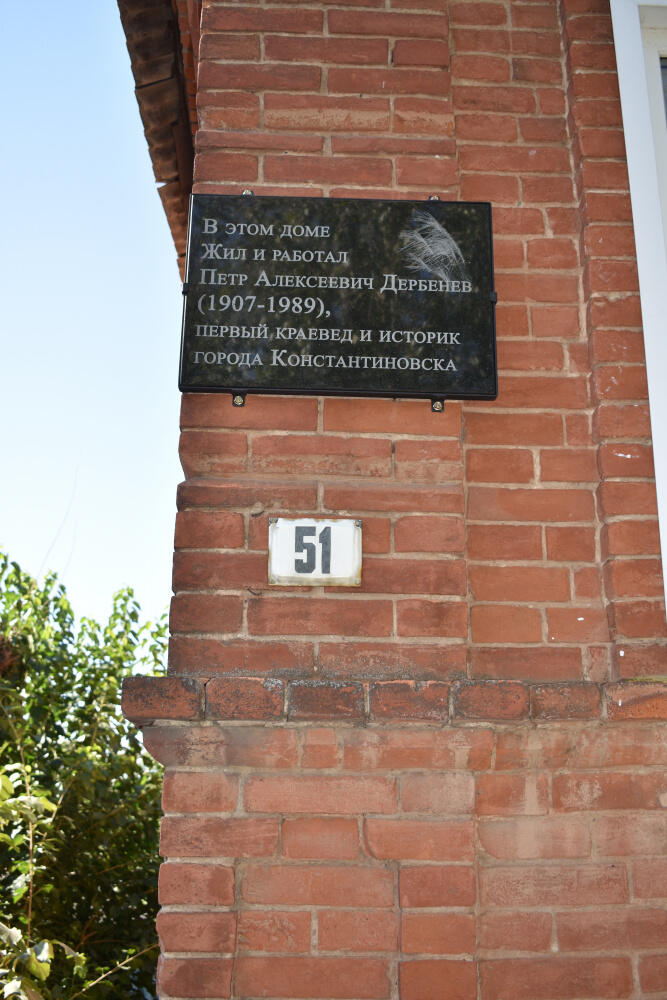 В этом доме
Жил и работал
Петр Алексеевич Дербенев
(1907-1989),
первый краевед и историк
города Константиновска
51